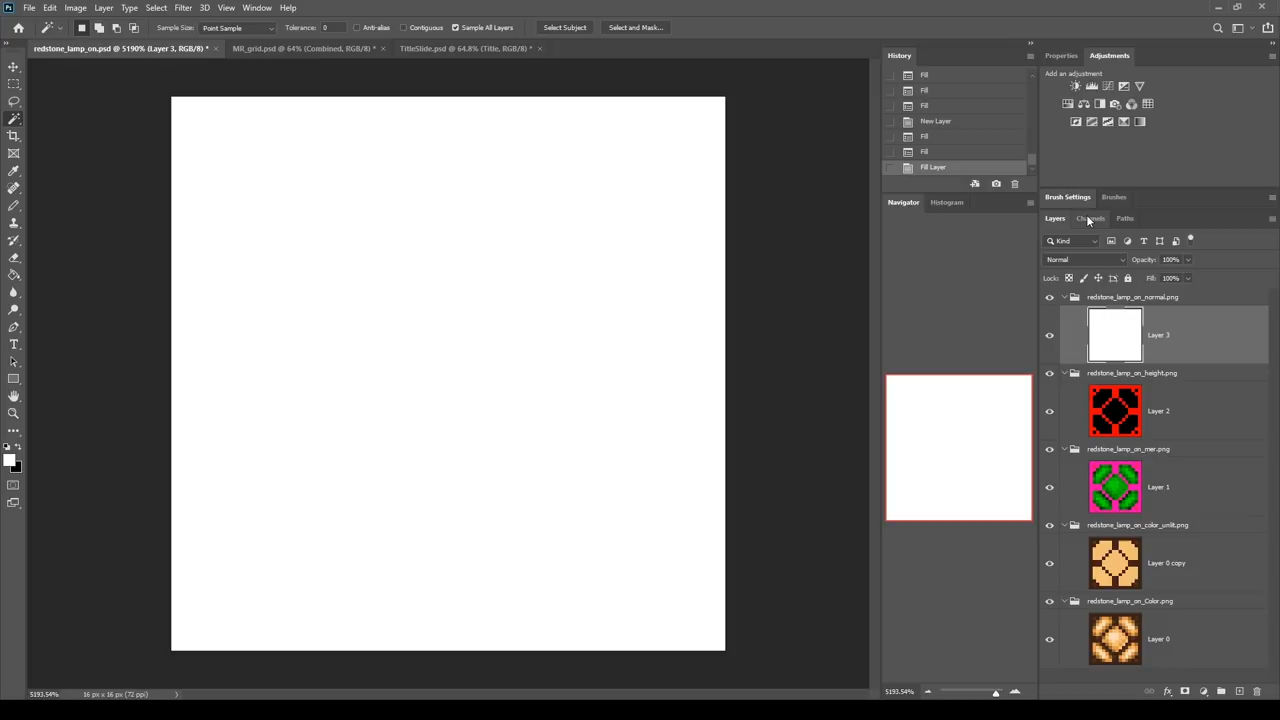 Ps File Edit Image Layer Type Select Filter 3D View Window Help
Sample Size: Point Sample Tolerance: 0 Anti-alias Contiguous Sample All Layers Select Subject Select and Mask...
redstone_lamp_on.psd @ 5190% (Layer 3, RGB/8) * × MR_grid.psd @ 64% (Combined, RGB/8) * × TitleSlide.psd @ 64.8% (Title, RGB/8) * ×
History
Fill
Fill
Fill
New Layer
Fill
Fill
Fill Layer
Navigator Histogram
Properties Adjustments
Add an adjustment
Brush Settings Brushes
Layers Channels Paths
Kind
Normal Opacity: 100%
Lock: Fill: 100%
redstone_lamp_on_normal.png
Layer 3
redstone_lamp_on_height.png
Layer 2
redstone_lamp_on_mer.png
Layer 1
redstone_lamp_on_color_unlit.png
Layer 0 copy
redstone_lamp_on_Color.png
Layer 0
5193.54% 16 px x 16 px (72 ppi)
5193.54%